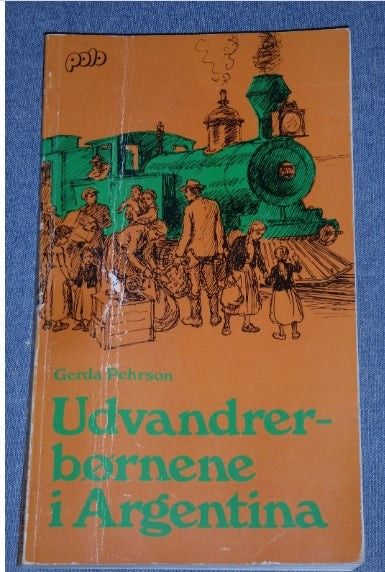 polo
Gerda Pehrson
Udvandrer-
børnene
i Argentina